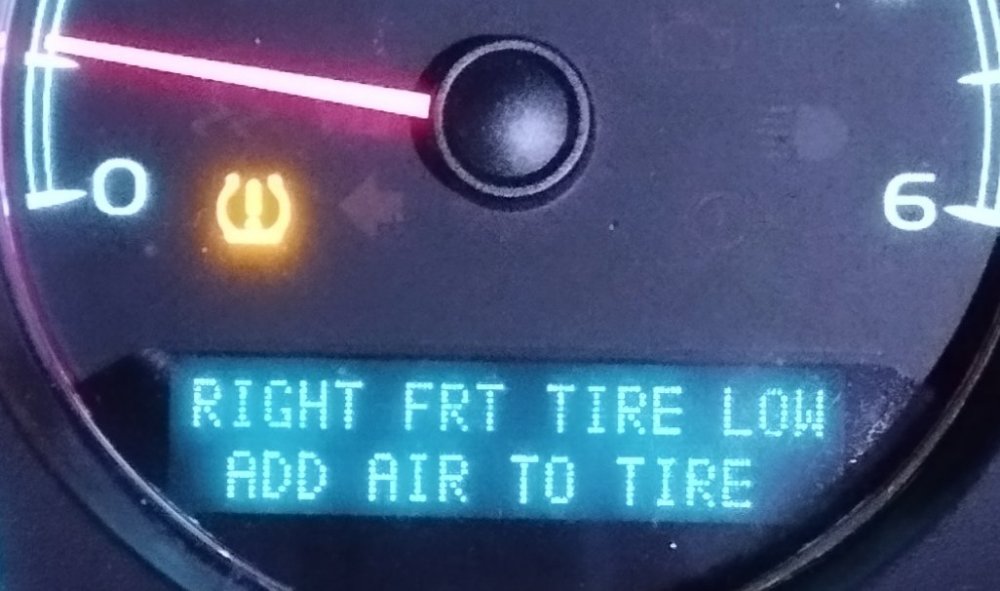 0
6
RIGHT FRT TIRE LOW
ADD AIR TO TIRE